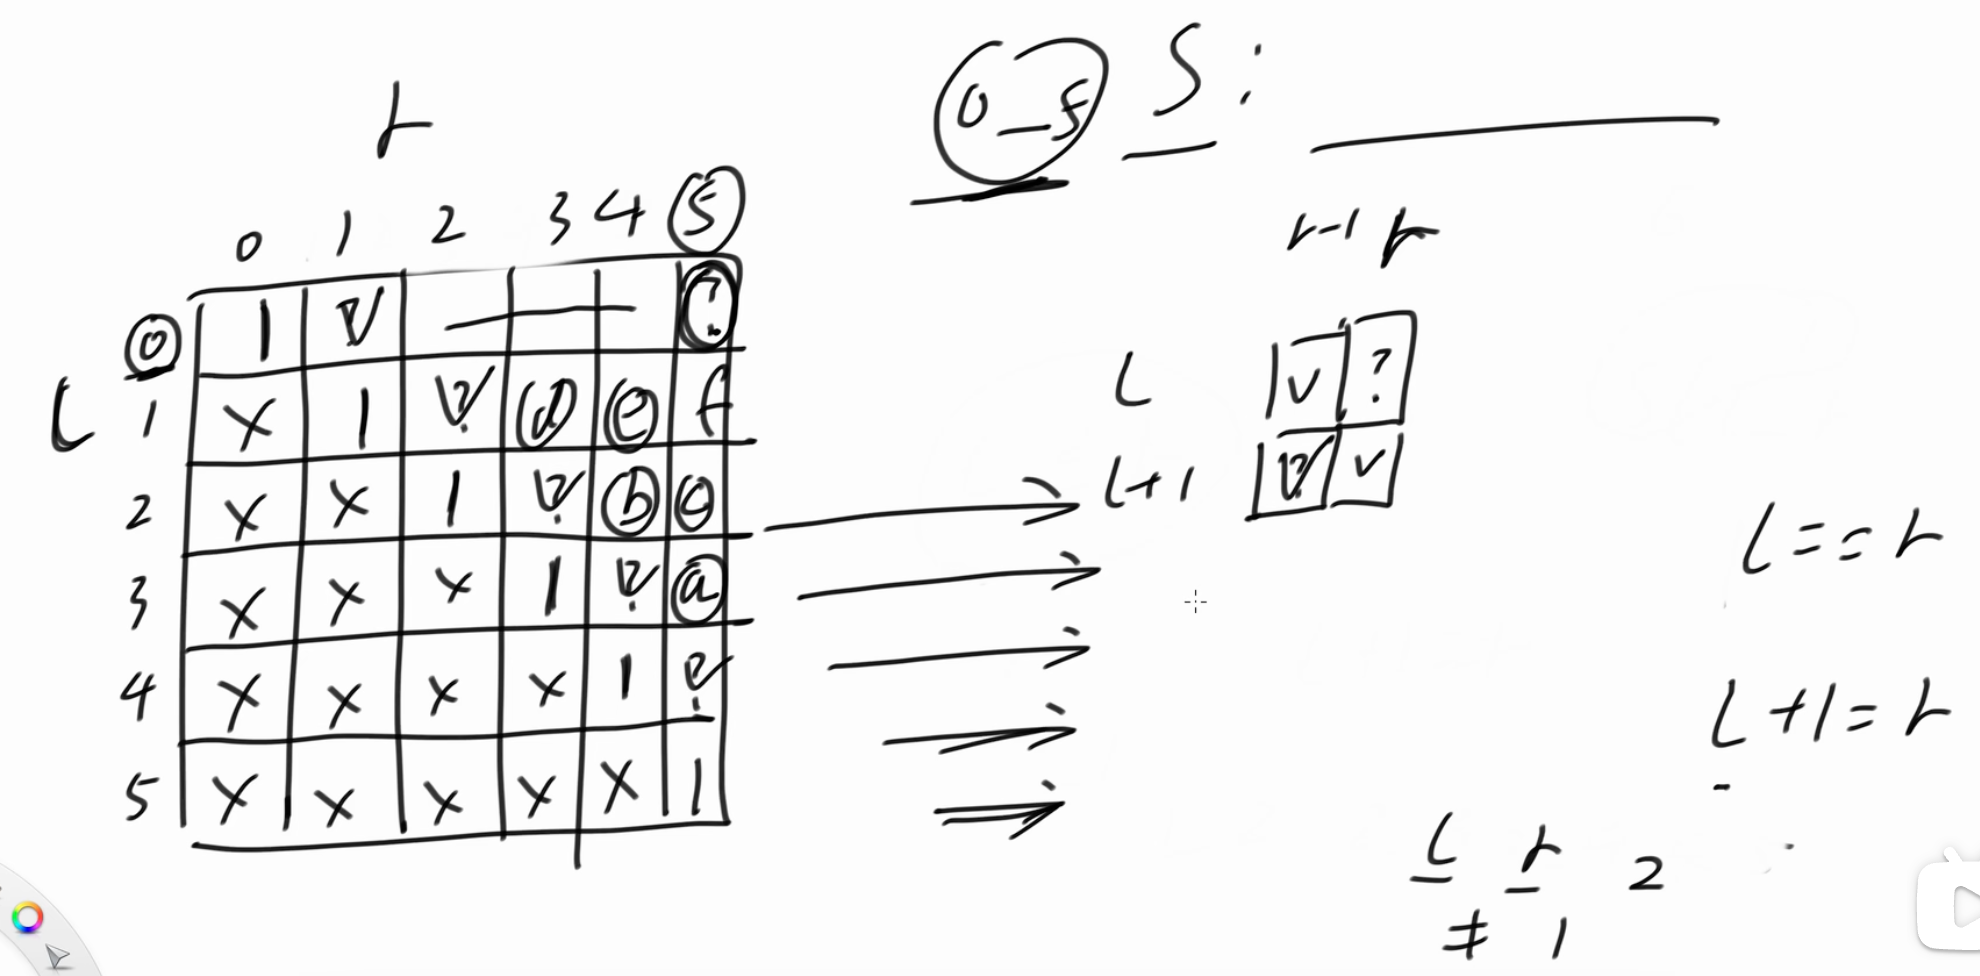 0_5 S:
r
r-1 r
0 1 2 3 4 5
0 1 ?
l 1 x 1 ? d e f
l ?
2 x x 1 ? b c
l+1 ?
l==r
3 x x x 1 ? a
4 x x x x 1 ?
l+1=r
5 x x x x x 1
l r 2
≠ 1